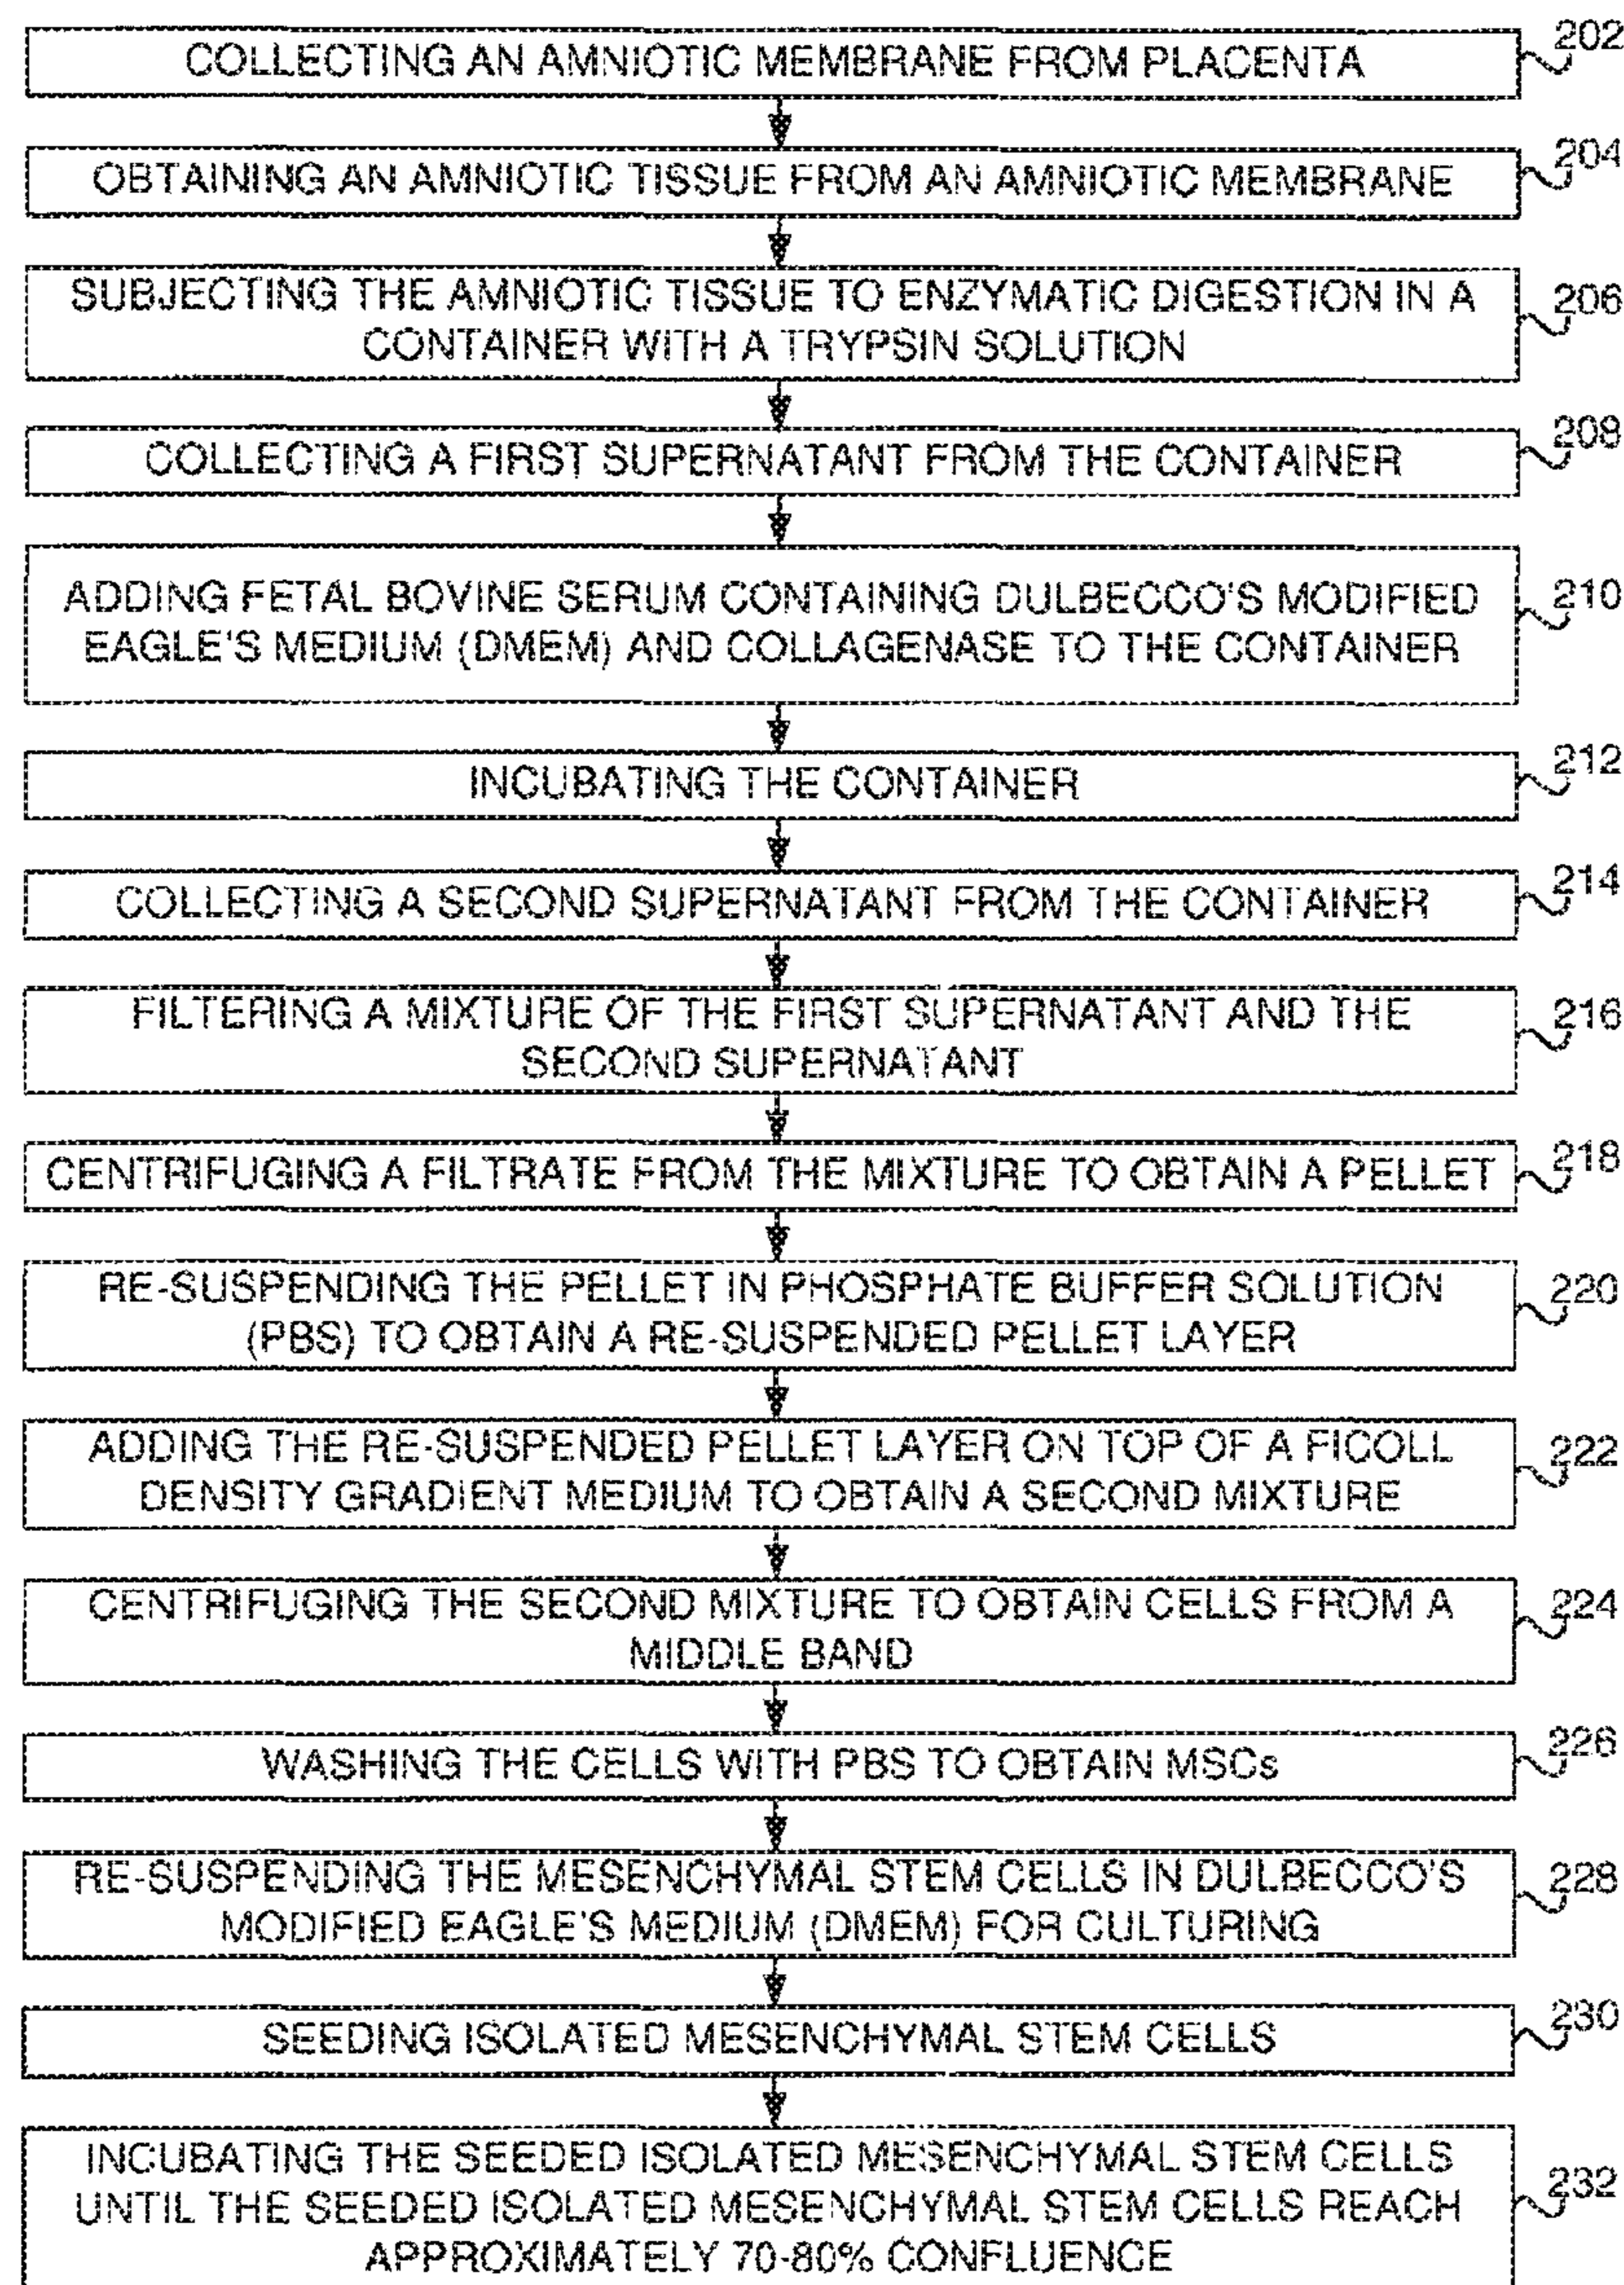 COLLECTING AN AMNIOTIC MEMBRANE FROM PLACENTA
202
OBTAINING AN AMNIOTIC TISSUE FROM AN AMNIOTIC MEMBRANE
204
SUBJECTING THE AMNIOTIC TISSUE TO ENZYMATIC DIGESTION IN A
CONTAINER WITH A TRYPSIN SOLUTION
206
COLLECTING A FIRST SUPERNATANT FROM THE CONTAINER
208
ADDING FETAL BOVINE SERUM CONTAINING DULBECCO'S MODIFIED
EAGLE'S MEDIUM (DMEM) AND COLLAGENASE TO THE CONTAINER
210
INCUBATING THE CONTAINER
212
COLLECTING A SECOND SUPERNATANT FROM THE CONTAINER
214
FILTERING A MIXTURE OF THE FIRST SUPERNATANT AND THE
SECOND SUPERNATANT
216
CENTRIFUGING A FILTRATE FROM THE MIXTURE TO OBTAIN A PELLET
218
RE-SUSPENDING THE PELLET IN PHOSPHATE BUFFER SOLUTION
(PBS) TO OBTAIN A RE-SUSPENDED PELLET LAYER
220
ADDING THE RE-SUSPENDED PELLET LAYER ON TOP OF A FICOLL
DENSITY GRADIENT MEDIUM TO OBTAIN A SECOND MIXTURE
222
CENTRIFUGING THE SECOND MIXTURE TO OBTAIN CELLS FROM A
MIDDLE BAND
224
WASHING THE CELLS WITH PBS TO OBTAIN MSCs
226
RE-SUSPENDING THE MESENCHYMAL STEM CELLS IN DULBECCO'S
MODIFIED EAGLE'S MEDIUM (DMEM) FOR CULTURING
228
SEEDING ISOLATED MESENCHYMAL STEM CELLS
230
INCUBATING THE SEEDED ISOLATED MESENCHYMAL STEM CELLS
UNTIL THE SEEDED ISOLATED MESENCHYMAL STEM CELLS REACH
APPROXIMATELY 70-80% CONFLUENCE
232